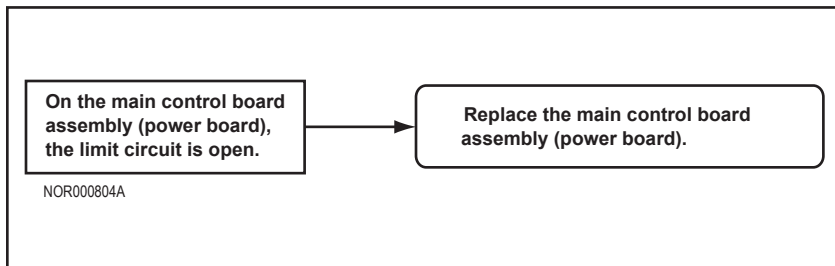 On the main control board
assembly (power board),
the limit circuit is open.
Replace the main control board
assembly (power board).
NOR000804A